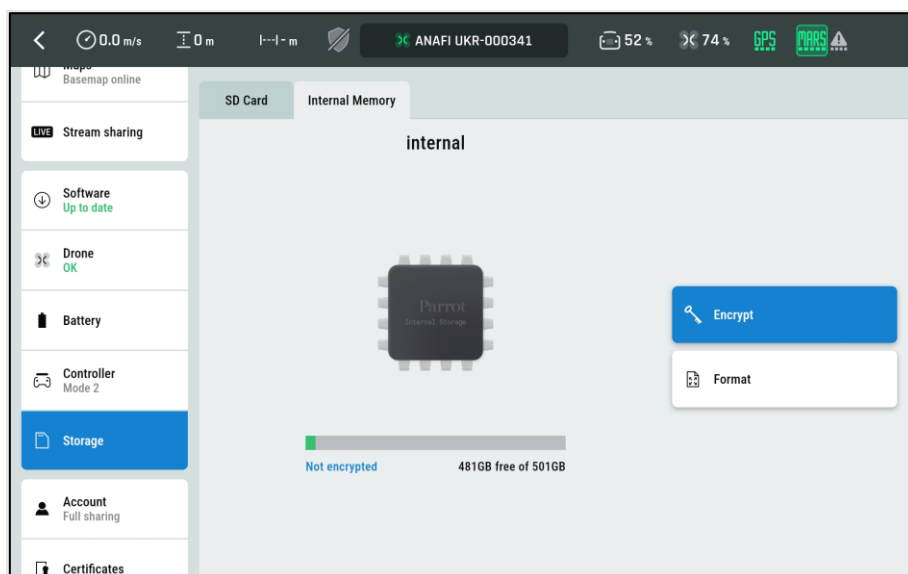 0.0 m/s
0 m
- m
ANAFI UKR-000341
52 %
74 %
GPS
MARS
Maps
Basemap online
LIVE
Stream sharing
Software
Up to date
Drone
OK
Battery
Controller
Mode 2
Storage
Account
Full sharing
Certificates
SD Card
Internal Memory
internal
Parrot
Internal Storage
Not encrypted
481GB free of 501GB
Encrypt
Format